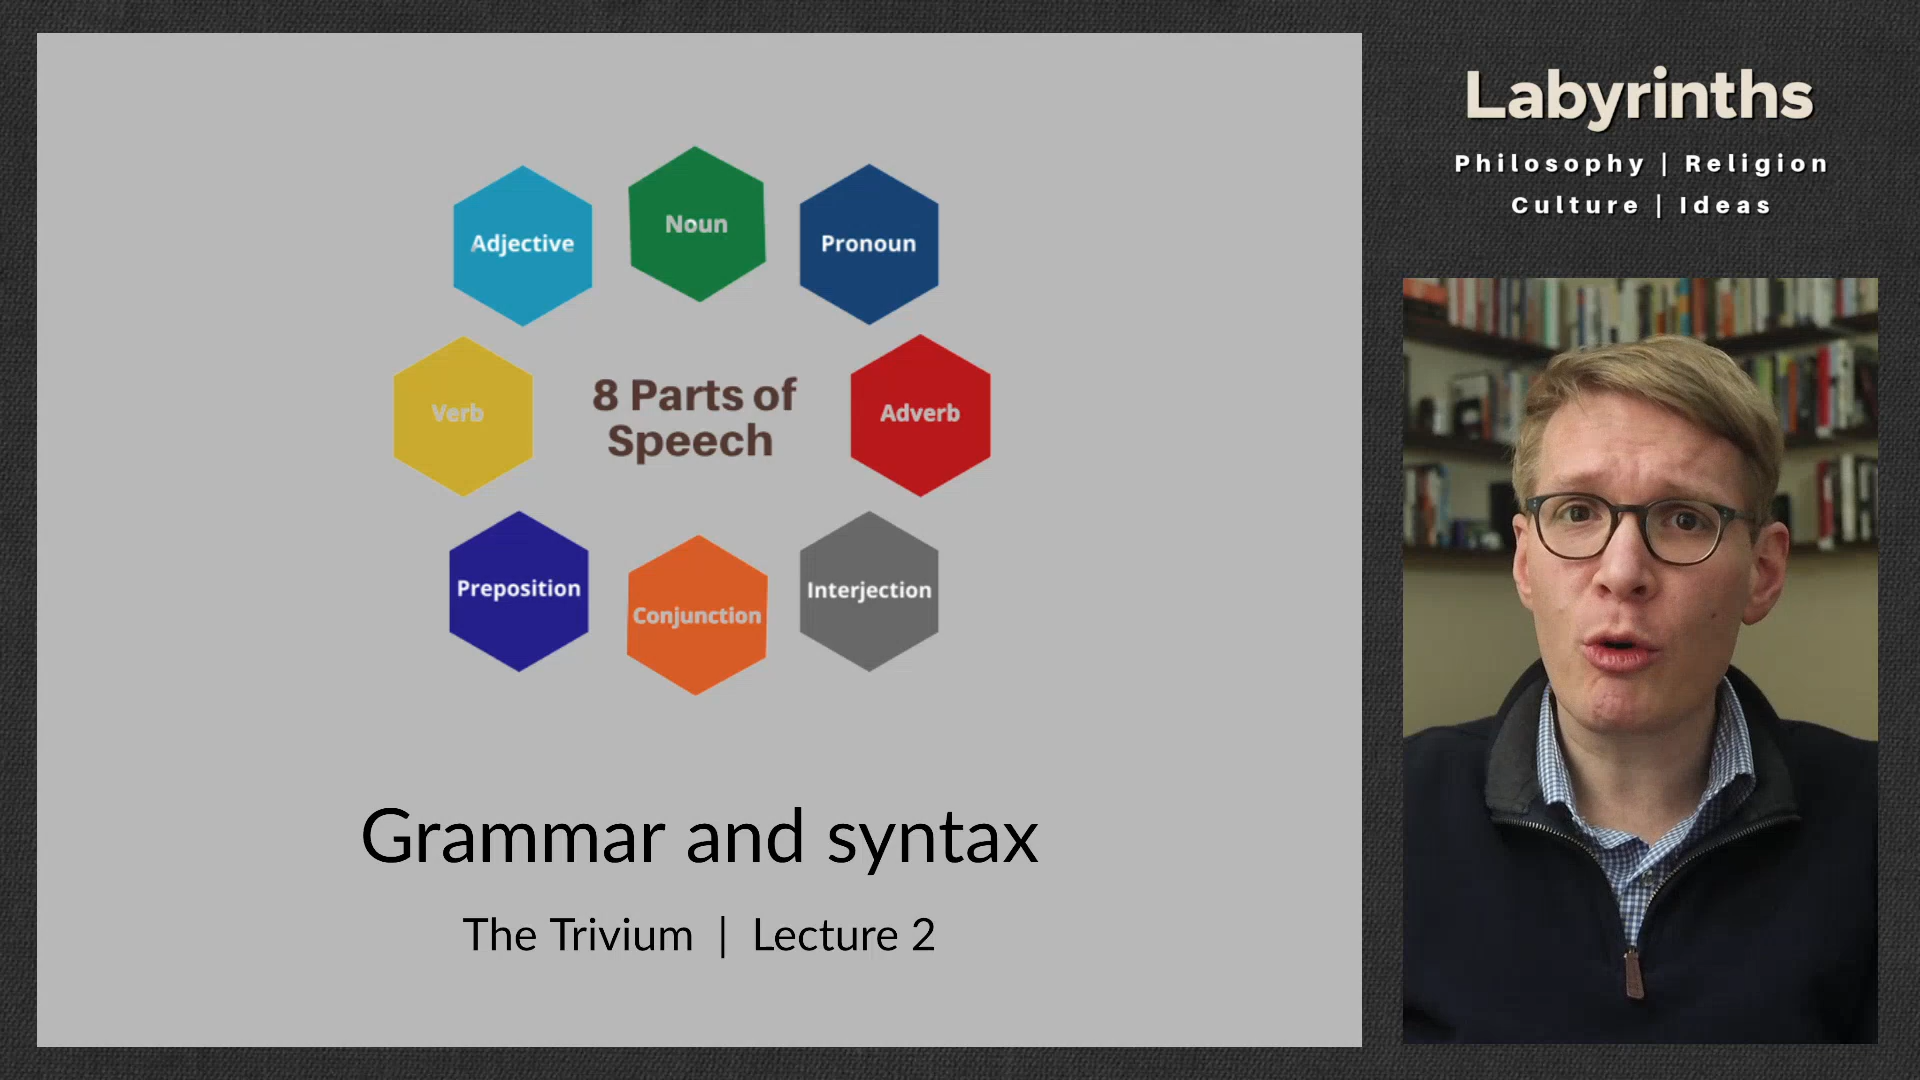 Labyrinths
Philosophy | Religion
Culture | Ideas
Adjective
Noun
Pronoun
Verb
8 Parts of
Speech
Adverb
Preposition
Conjunction
Interjection
Grammar and syntax
The Trivium | Lecture 2